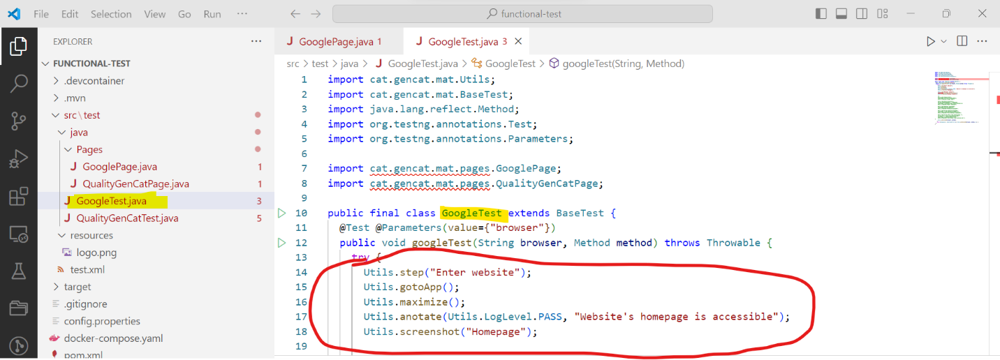 File Edit Selection View Go Run ··· functional-test
EXPLORER ···
FUNCTIONAL-TEST
.devcontainer
.mvn
src\test
java
Pages
GooglePage.java 1
QualityGenCatPage.java 1
GoogleTest.java 3
QualityGenCatTest.java 5
resources
logo.png
test.xml
target
.gitignore
config.properties
docker-compose.yaml
pom.xml
GooglePage.java 1 GoogleTest.java 3
src > test > java > J GoogleTest.java > GoogleTest > googleTest(String, Method)
1 import cat.gencat.mat.Utils;
2 import cat.gencat.mat.BaseTest;
3 import java.lang.reflect.Method;
4 import org.testng.annotations.Test;
5 import org.testng.annotations.Parameters;
6
7 import cat.gencat.mat.pages.GooglePage;
8 import cat.gencat.mat.pages.QualityGenCatPage;
9
10 public final class GoogleTest extends BaseTest {
11 @Test @Parameters(value={"browser"})
12 public void googleTest(String browser, Method method) throws Throwable {
13 try {
14 Utils.step("Enter website");
15 Utils.gotoApp();
16 Utils.maximize();
17 Utils.anotate(Utils.LogLevel.PASS, "Website's homepage is accessible");
18 Utils.screenshot("Homepage");
19